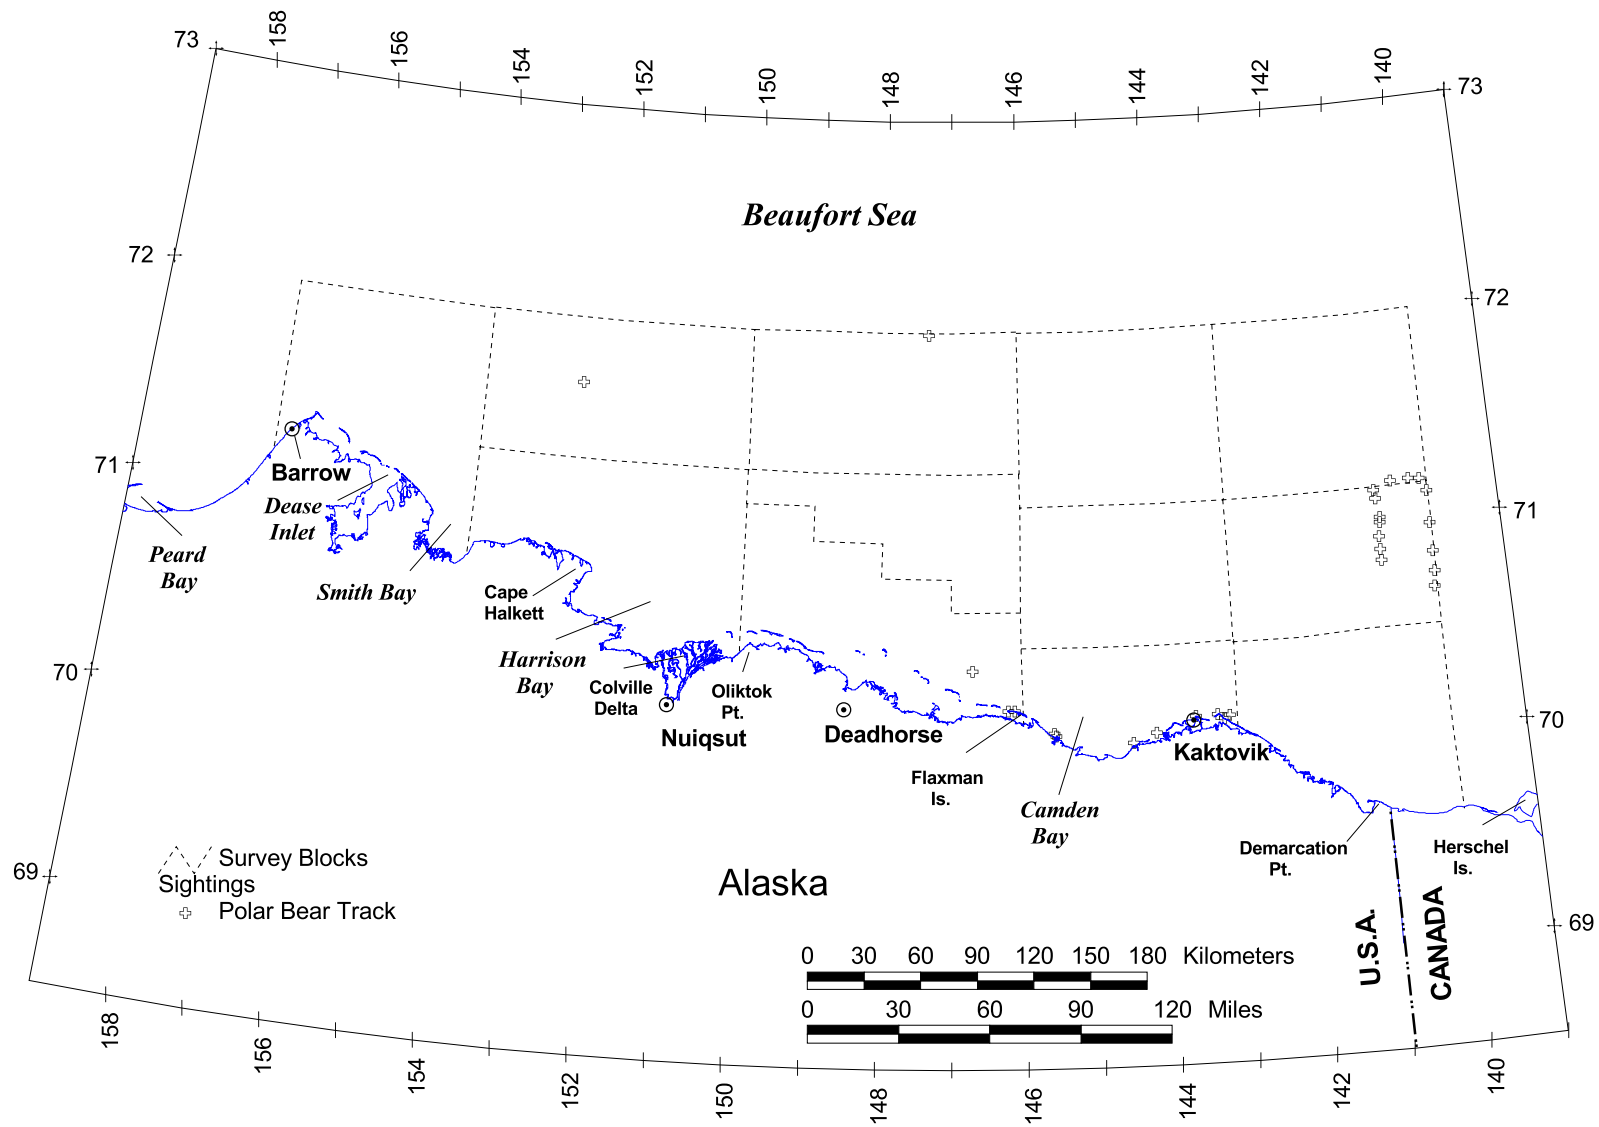 158
156
154
152
150
148
146
144
142
140
73
73
Beaufort Sea
72
72
71
71
Barrow
Dease
Inlet
Peard
Bay
Smith Bay
Cape
Halkett
Harrison
Bay
70
70
Colville
Delta
Oliktok
Pt.
Nuiqsut
Deadhorse
Kaktovik
Flaxman
Is.
Camden
Bay
Demarcation
Pt.
Herschel
Is.
Survey Blocks
Sightings
Polar Bear Track
69
69
Alaska
U.S.A.
CANADA
0 30 60 90 120 150 180 Kilometers
0 30 60 90 120 Miles
158
156
154
152
150
148
146
144
142
140